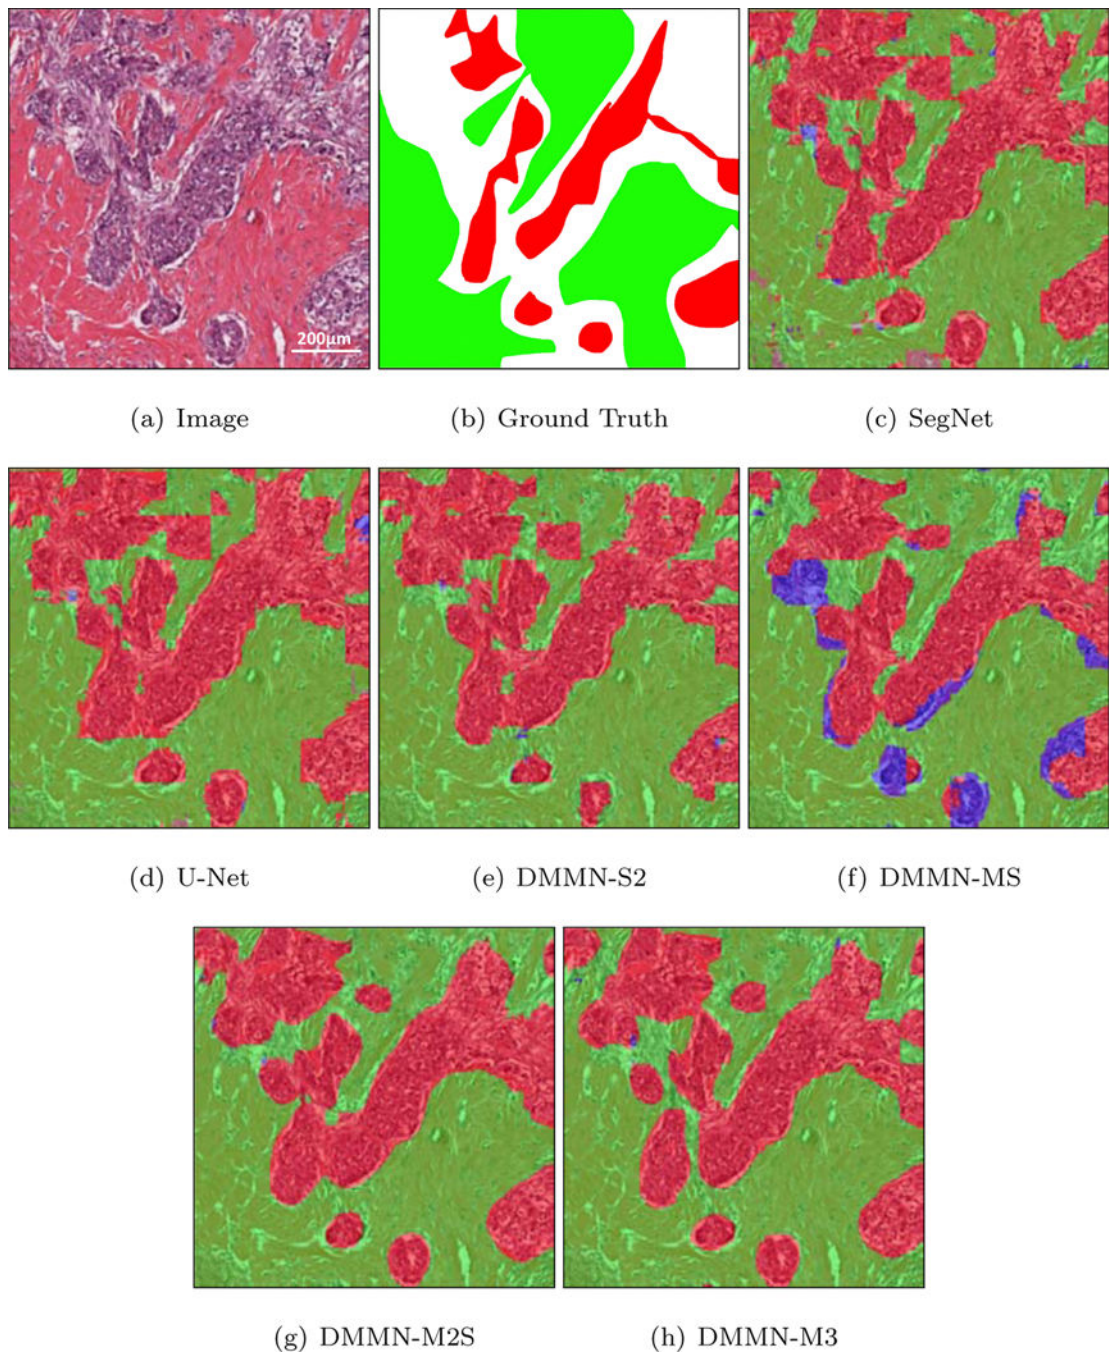 200μm
(a) Image
(b) Ground Truth
(c) SegNet
(d) U-Net
(e) DMMN-S2
(f) DMMN-MS
(g) DMMN-M2S
(h) DMMN-M3